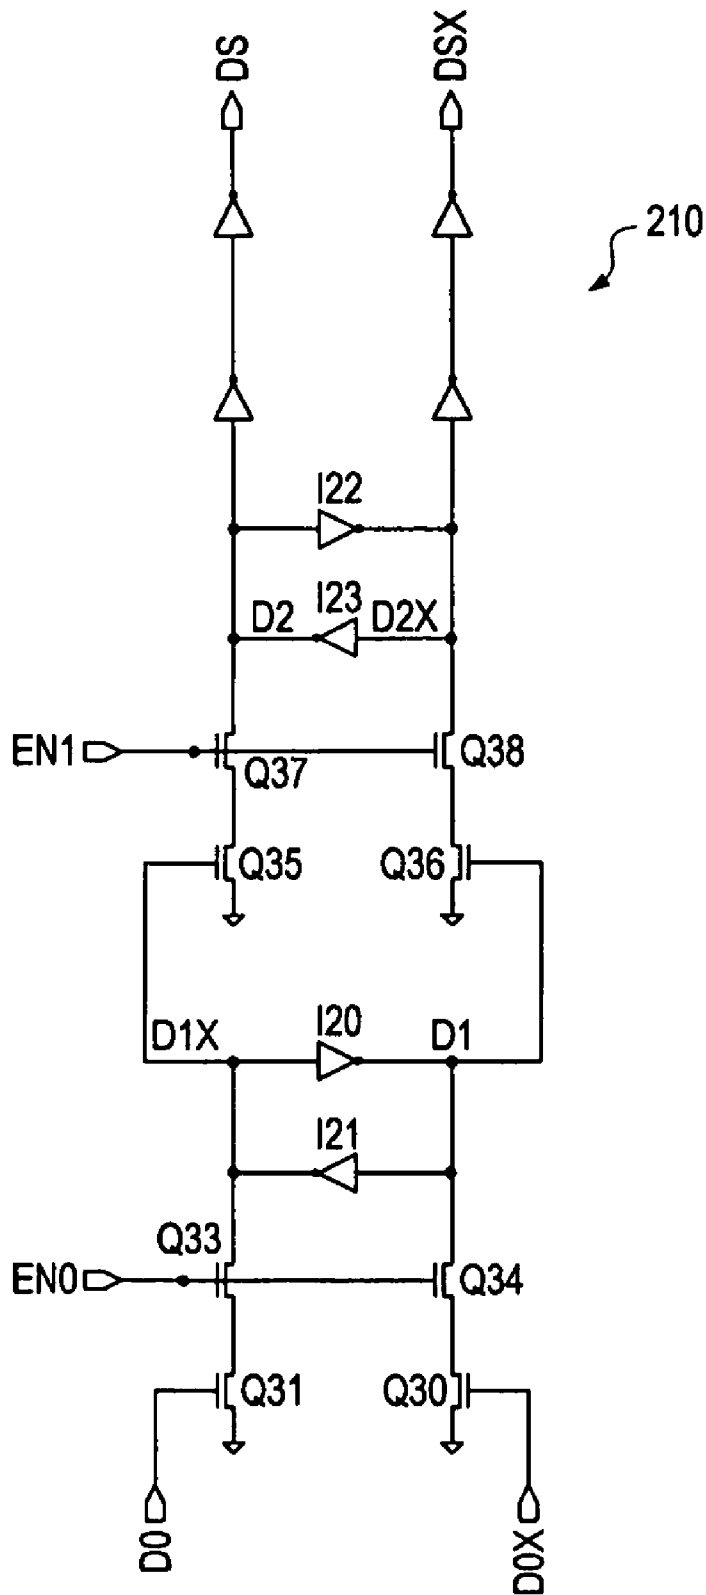 DS
DSX
210
I22
I23
D2
D2X
EN1
Q37
Q38
Q35
Q36
D1X
I20
D1
I21
Q33
EN0
Q34
Q31
Q30
D0
D0X